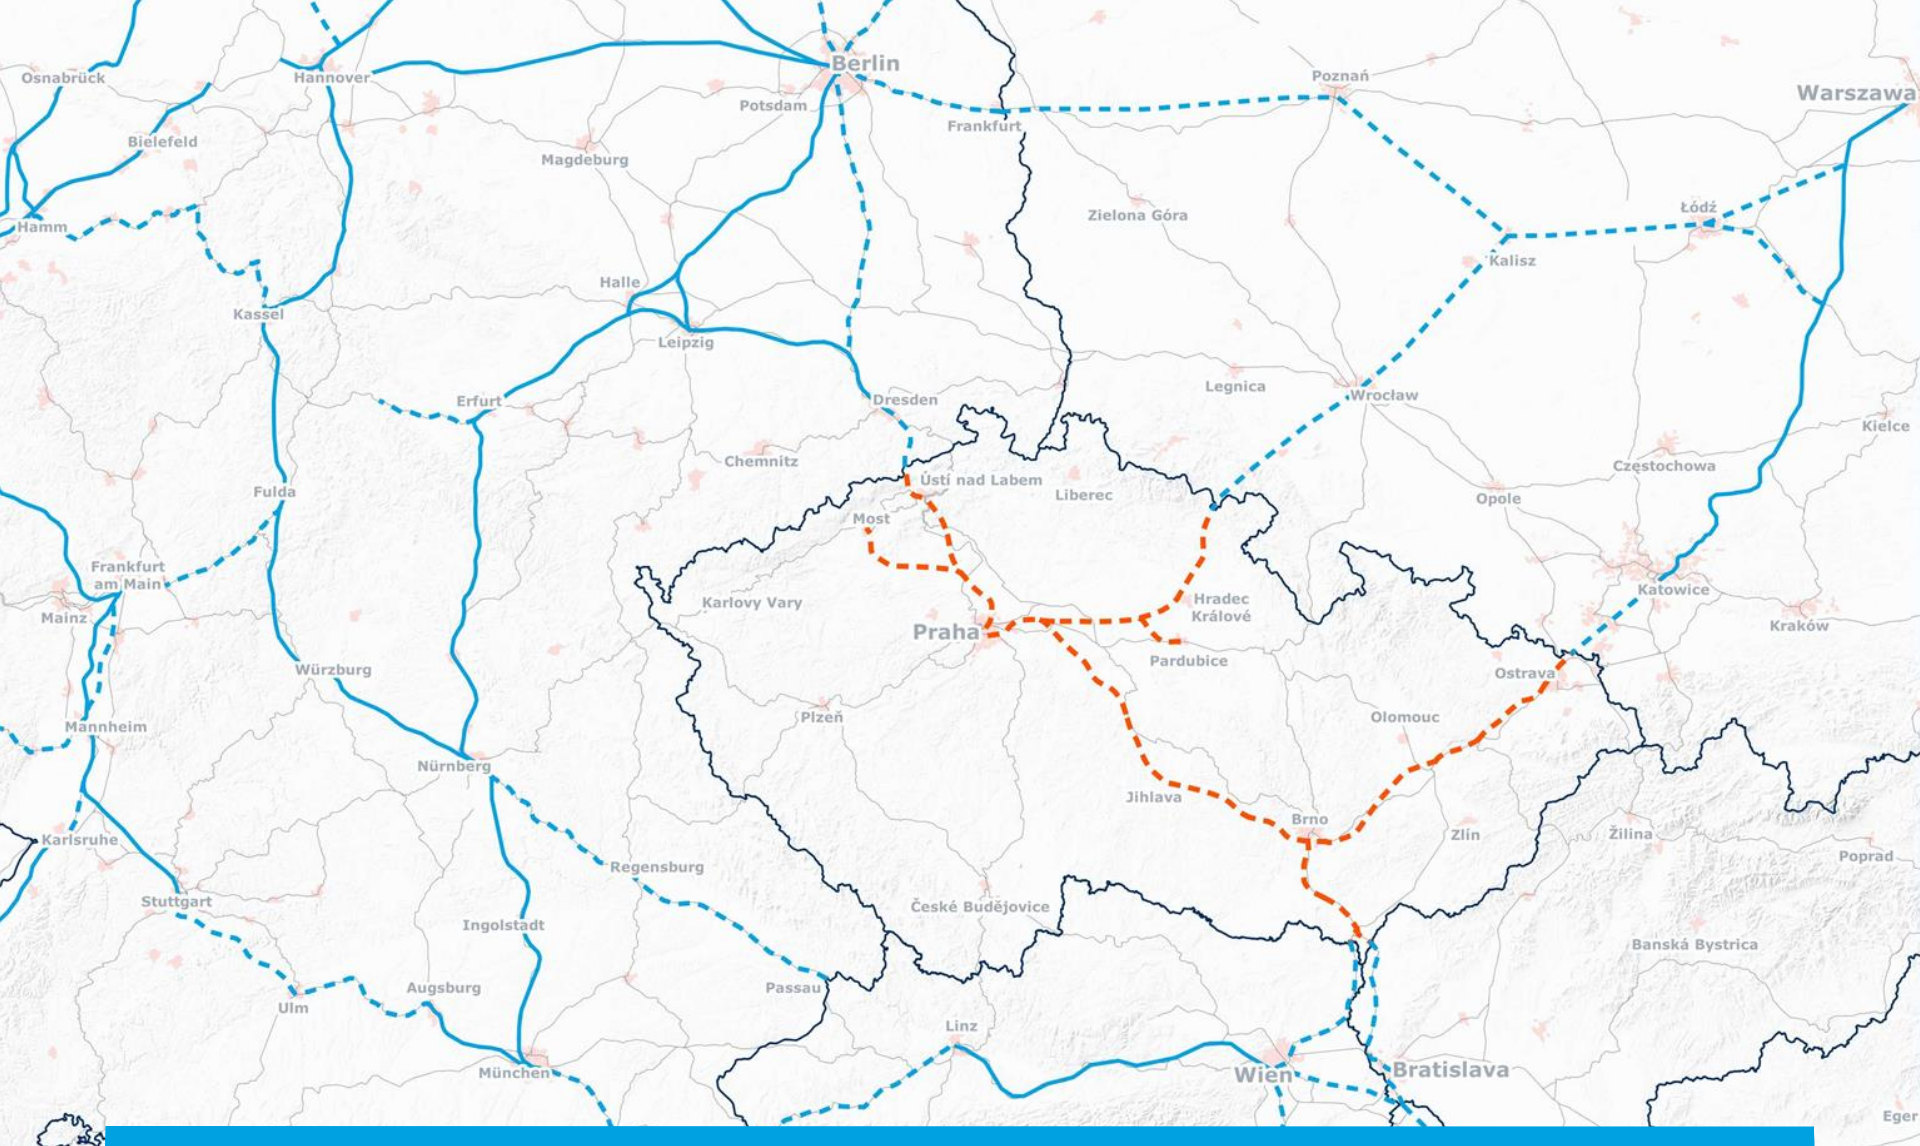 Berlin
Osnabrück
Hannover
Poznań
Warszawa
Potsdam
Frankfurt
Bielefeld
Magdeburg
Łódź
Zielona Góra
Hamm
Kalisz
Halle
Kassel
Leipzig
Legnica
Wrocław
Erfurt
Dresden
Kielce
Chemnitz
Częstochowa
Ústí nad Labem
Liberec
Fulda
Opole
Most
Frankfurt
am Main
Katowice
Karlovy Vary
Hradec
Králové
Mainz
Kraków
Praha
Pardubice
Würzburg
Ostrava
Plzeň
Olomouc
Mannheim
Nürnberg
Jihlava
Brno
Zlín
Žilina
Karlsruhe
Poprad
Regensburg
Stuttgart
České Budějovice
Ingolstadt
Banská Bystrica
Augsburg
Passau
Ulm
Linz
München
Wien
Bratislava
Eger